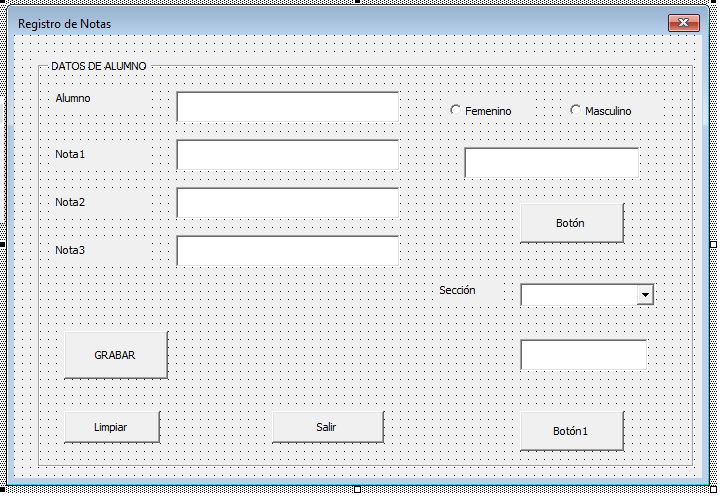 Registro de Notas
DATOS DE ALUMNO
Alumno
Femenino
Masculino
Nota1
Nota2
Botón
Nota3
Sección
GRABAR
Limpiar
Salir
Botón1